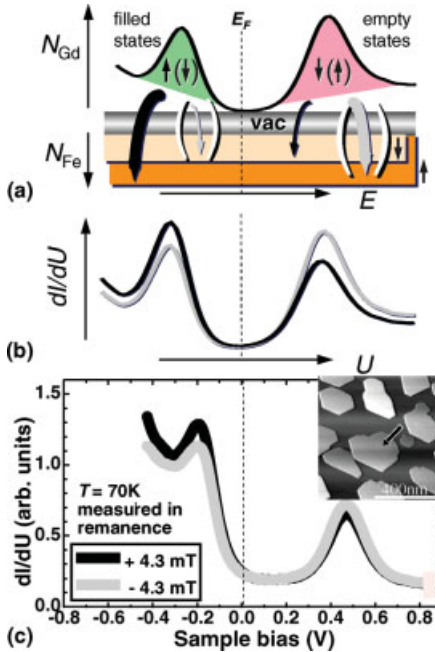 filled
states
E_F
empty
states
N_Gd
↑(↓)
↓(↑)
vac
N_Fe
↓
↑
(a)
E
dI/dU
(b)
U
1.5
1.0
0.5
0.0
dI/dU (arb. units)
T = 70K
measured in
remanence
+ 4.3 mT
- 4.3 mT
400nm
-0.8 -0.6 -0.4 -0.2 0.0 0.2 0.4 0.6 0.8
(c) Sample bias (V)